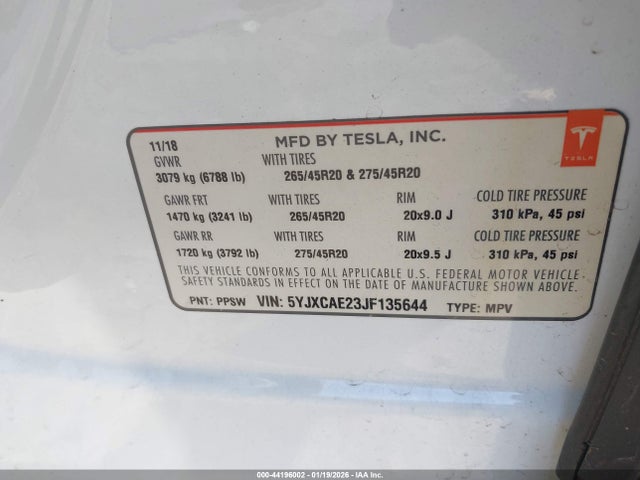 11/18 MFD BY TESLA, INC.
GVWR WITH TIRES
3079 kg (6788 lb) 265/45R20 & 275/45R20
GAWR FRT WITH TIRES RIM COLD TIRE PRESSURE
1470 kg (3241 lb) 265/45R20 20x9.0 J 310 kPa, 45 psi
GAWR RR WITH TIRES RIM COLD TIRE PRESSURE
1720 kg (3792 lb) 275/45R20 20x9.5 J 310 kPa, 45 psi
THIS VEHICLE CONFORMS TO ALL APPLICABLE U.S. FEDERAL MOTOR VEHICLE
SAFETY STANDARDS IN EFFECT ON THE DATE OF MANUFACTURE SHOWN ABOVE.
PNT: PPSW VIN: 5YJXCAE23JF135644 TYPE: MPV
TESLA
000-44196002 - 01/19/2026 - IAAI Inc.